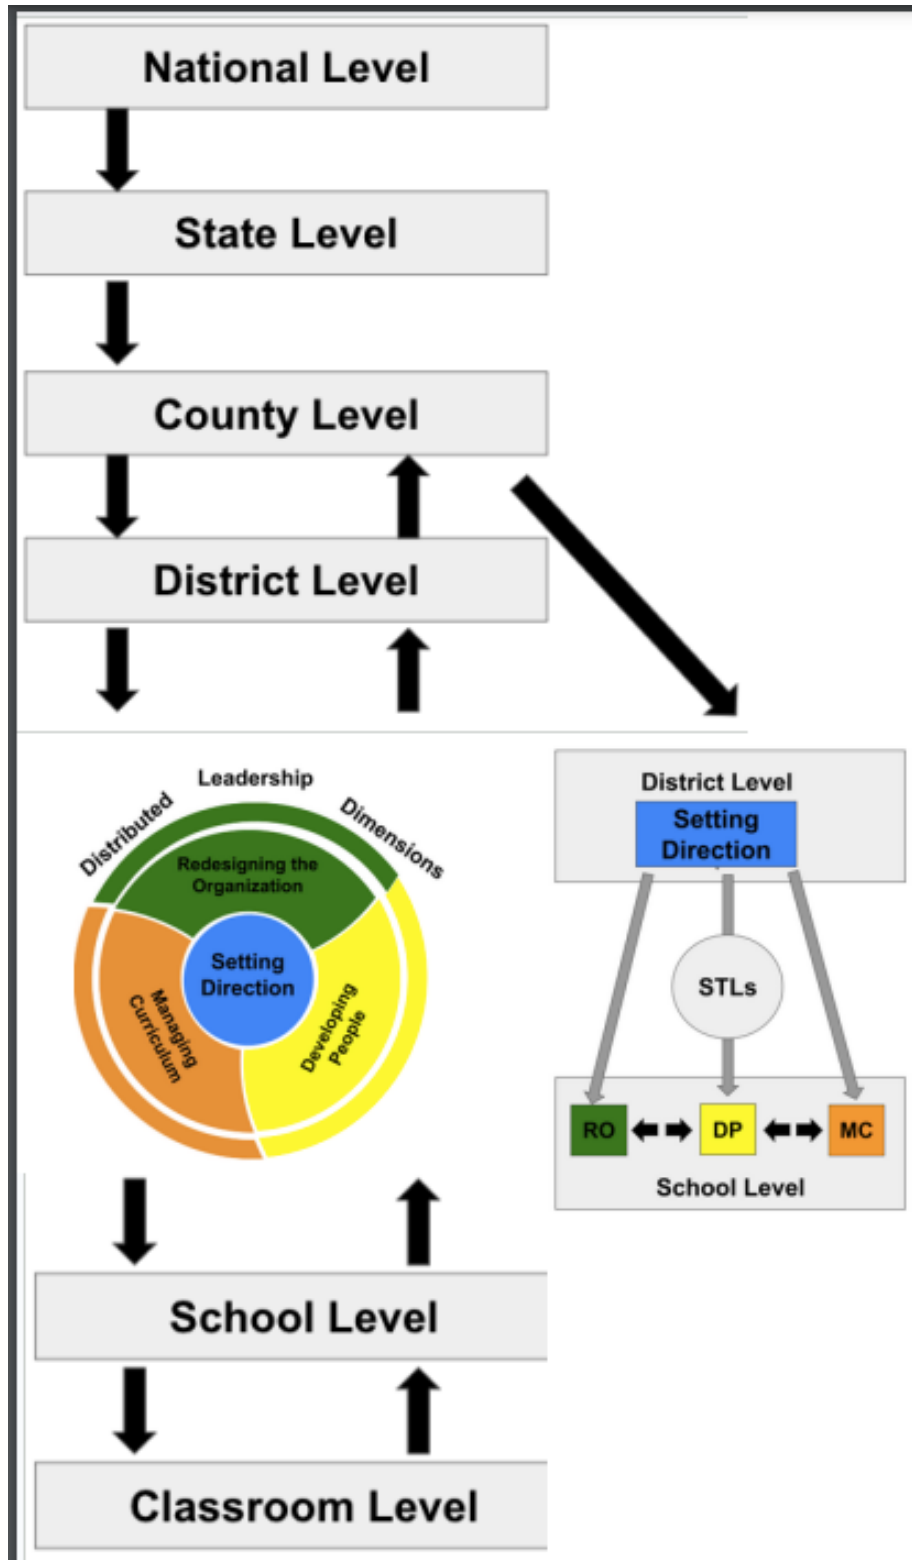 National Level
State Level
County Level
District Level
Leadership
Distributed
Dimensions
Redesigning the
Organization
Setting
Direction
Managing
Curriculum
Developing
People
District Level
Setting
Direction
STLs
RO
DP
MC
School Level
School Level
Classroom Level